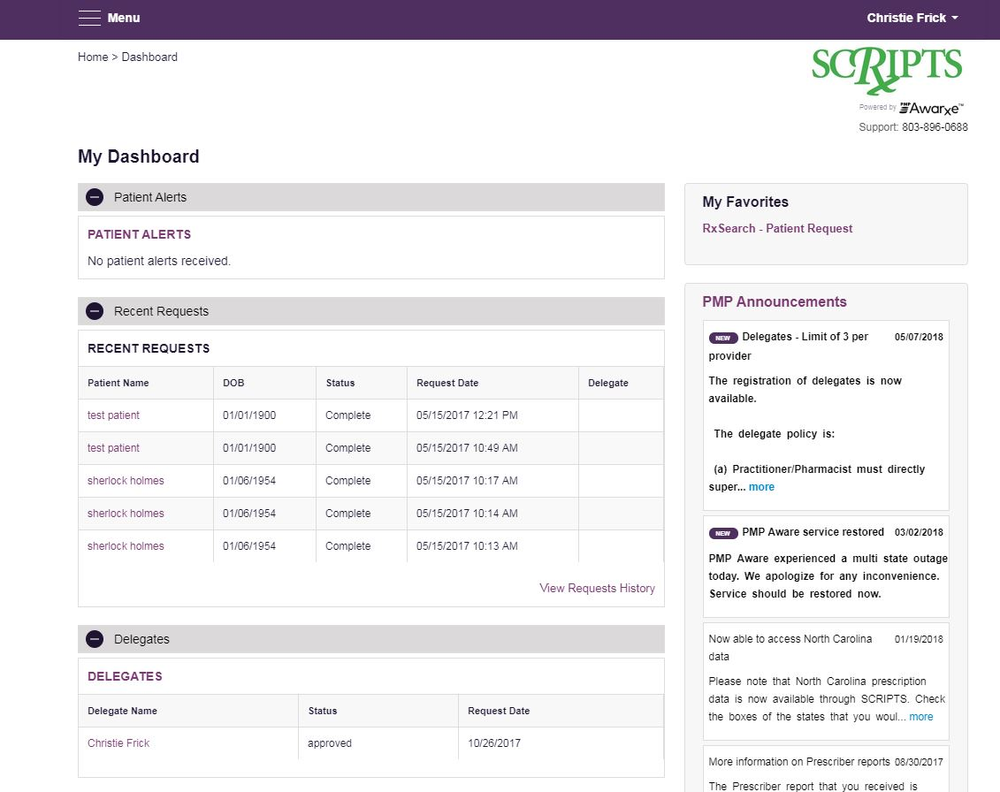 Menu
Christie Frick
Home > Dashboard
SCRIPTS
Powered by PMP Awarxe™
Support: 803-896-0688
My Dashboard
Patient Alerts
PATIENT ALERTS
No patient alerts received.
Recent Requests
RECENT REQUESTS
Patient Name DOB Status Request Date Delegate
test patient 01/01/1900 Complete 05/15/2017 12:21 PM
test patient 01/01/1900 Complete 05/15/2017 10:49 AM
sherlock holmes 01/06/1954 Complete 05/15/2017 10:17 AM
sherlock holmes 01/06/1954 Complete 05/15/2017 10:14 AM
sherlock holmes 01/06/1954 Complete 05/15/2017 10:13 AM
View Requests History
Delegates
DELEGATES
Delegate Name Status Request Date
Christie Frick approved 10/26/2017
My Favorites
RxSearch - Patient Request
PMP Announcements
NEW Delegates - Limit of 3 per 05/07/2018
provider
The registration of delegates is now
available.
The delegate policy is:
(a) Practitioner/Pharmacist must directly
super... more
NEW PMP Aware service restored 03/02/2018
PMP Aware experienced a multi state outage
today. We apologize for any inconvenience.
Service should be restored now.
Now able to access North Carolina 01/19/2018
data
Please note that North Carolina prescription
data is now available through SCRIPTS. Check
the boxes of the states that you woul... more
More information on Prescriber reports 08/30/2017
The Prescriber report that you received is